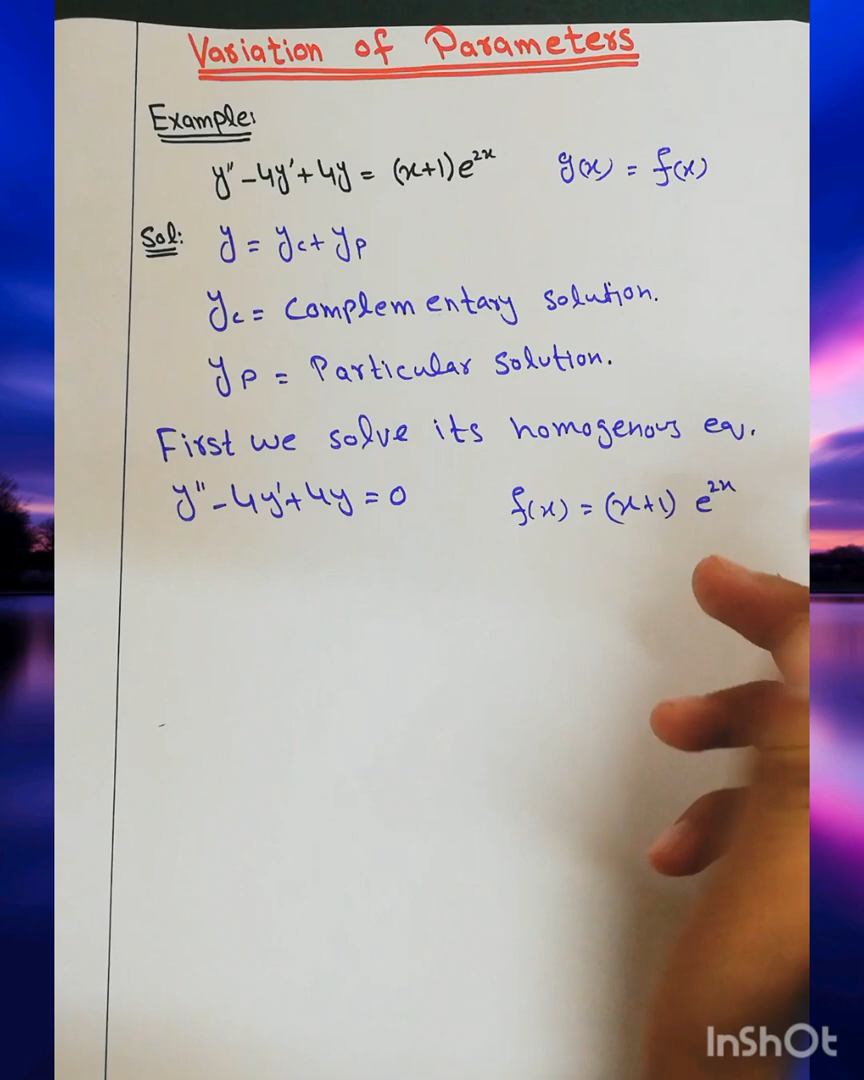 Variation of Parameters
Example:
y'' - 4y' + 4y = (x+1)e^2x g(x) = f(x)
Sol: y = yc + yp
yc = Complementary solution.
yp = Particular solution.
First we solve its homogenous eq.
y'' - 4y' + 4y = 0 f(x) = (x+1) e^2x
InShOt